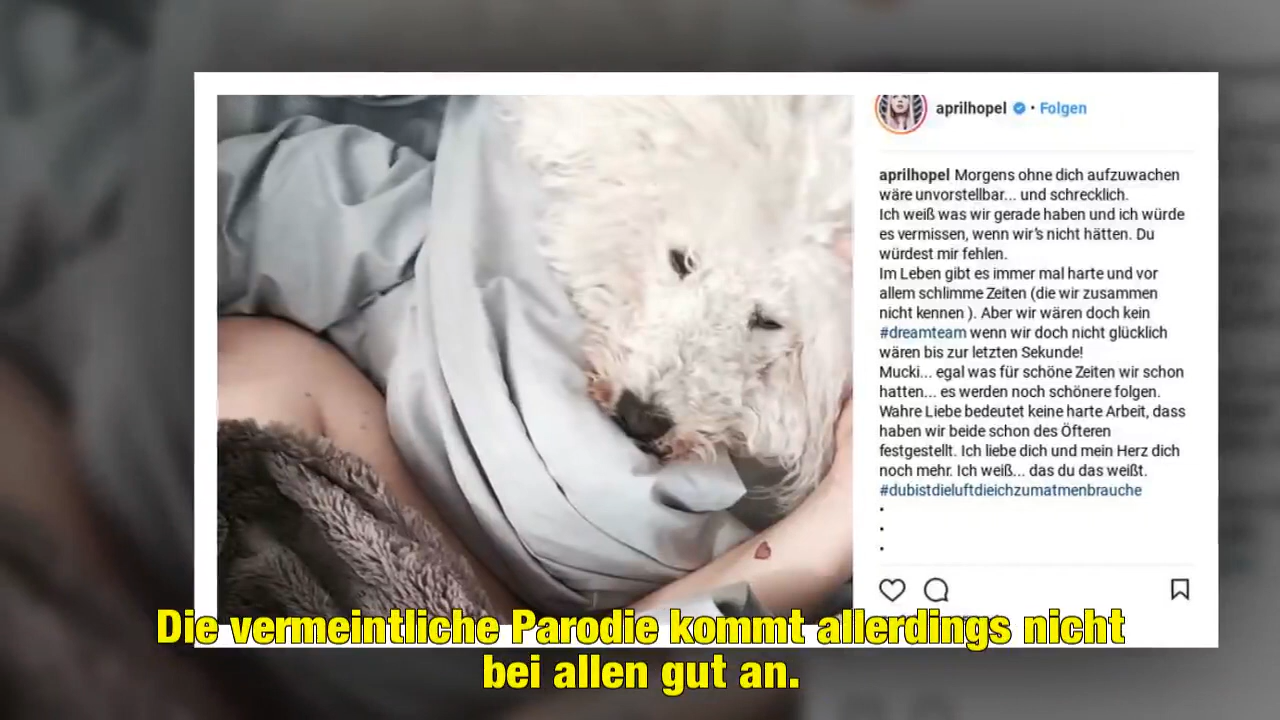 aprilhopel • Folgen
aprilhopel Morgens ohne dich aufzuwachen
wäre unvorstellbar... und schrecklich.
Ich weiß was wir gerade haben und ich würde
es vermissen, wenn wir's nicht hätten. Du
würdest mir fehlen.
Im Leben gibt es immer mal harte und vor
allem schlimme Zeiten (die wir zusammen
nicht kennen ). Aber wir wären doch kein
#dreamteam wenn wir doch nicht glücklich
wären bis zur letzten Sekunde!
Mucki... egal was für schöne Zeiten wir schon
hatten... es werden noch schönere folgen.
Wahre Liebe bedeutet keine harte Arbeit, dass
haben wir beide schon des Öfteren
festgestellt. Ich liebe dich und mein Herz dich
noch mehr. Ich weiß... das du das weißt.
#dubistdieluftdieichzumatmenbrauche
.
.
.
Die vermeintliche Parodie kommt allerdings nicht
bei allen gut an.